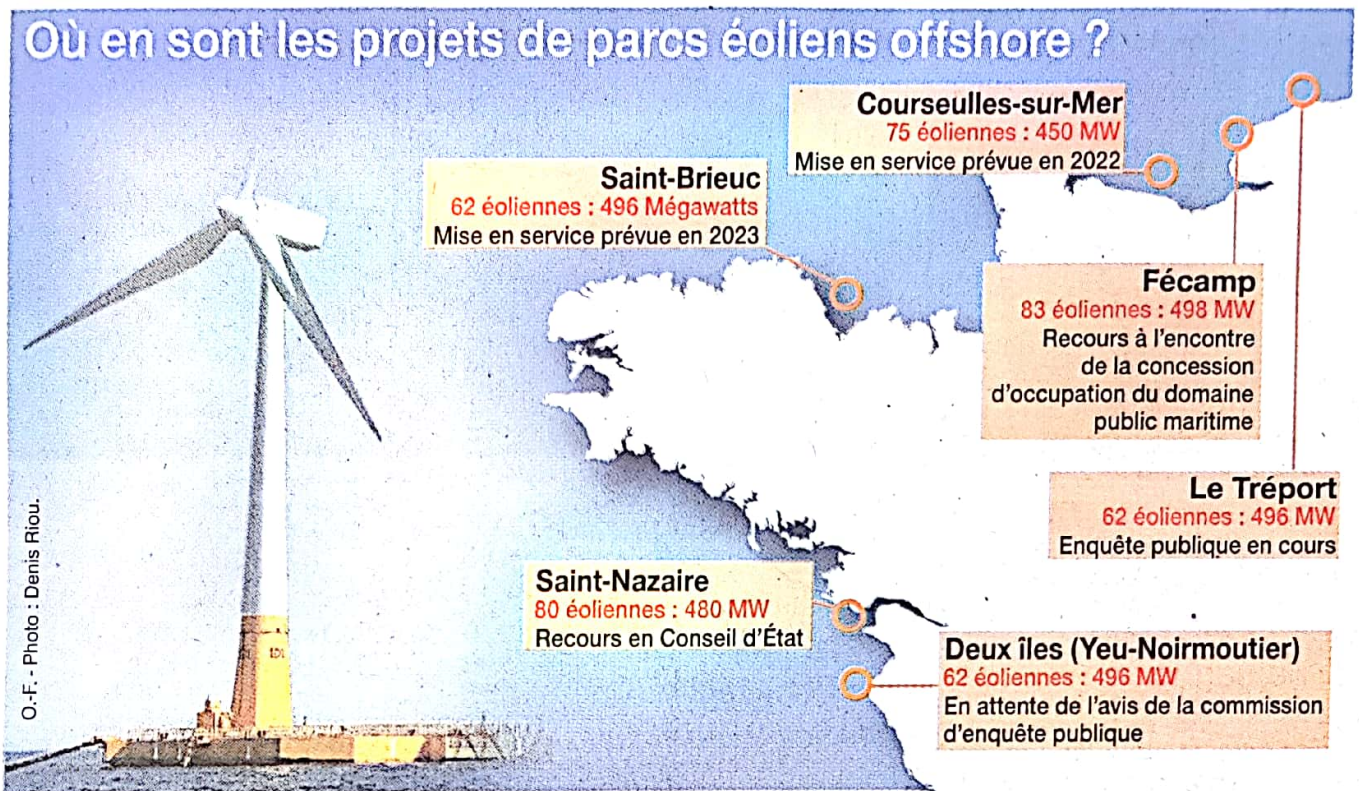 Où en sont les projets de parcs éoliens offshore ?
Courseulles-sur-Mer
75 éoliennes : 450 MW
Mise en service prévue en 2022
Saint-Brieuc
62 éoliennes : 496 Mégawatts
Mise en service prévue en 2023
Fécamp
83 éoliennes : 498 MW
Recours à l'encontre
de la concession
d'occupation du domaine
public maritime
Le Tréport
62 éoliennes : 496 MW
Enquête publique en cours
Saint-Nazaire
80 éoliennes : 480 MW
Recours en Conseil d'État
Deux îles (Yeu-Noirmoutier)
62 éoliennes : 496 MW
En attente de l'avis de la commission
d'enquête publique
O.-F. - Photo : Denis Riou.